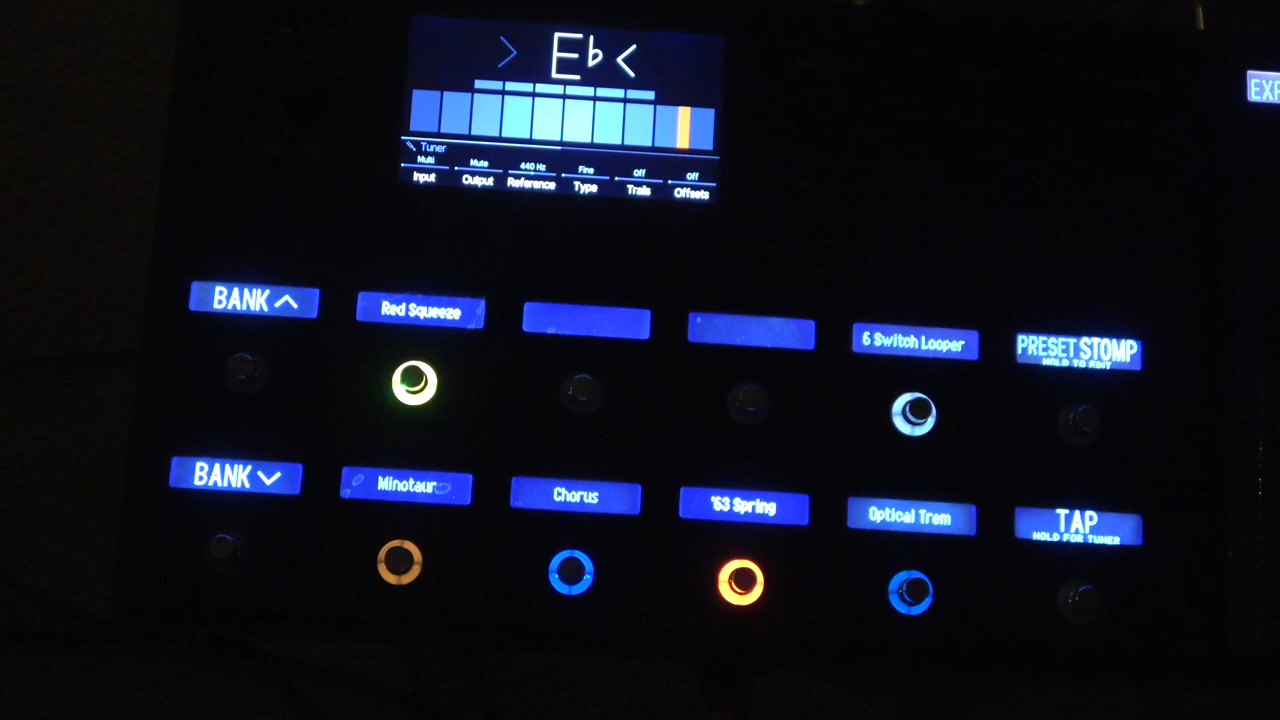 > E♭ <
EXP
Tuner
Multi Mute 440 Hz Fine Off Off
Input Output Reference Type Trails Offsets
BANK
Red Squeeze
6 Switch Looper
PRESET STOMP
HOLD TO EDIT
BANK
Minotaur
Chorus
'63 Spring
Optical Trem
TAP
HOLD FOR TUNER